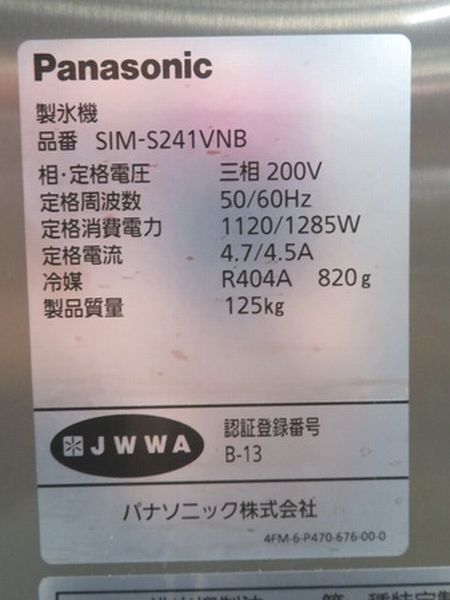 Panasonic
製氷機
品番 SIM-S241VNB
相・定格電圧 三相 200V
定格周波数 50/60Hz
定格消費電力 1120/1285W
定格電流 4.7/4.5A
冷媒 R404A 820g
製品質量 125kg
JWWA 認証登録番号
B-13
パナソニック株式会社
4FM-6-P470-676-00-0